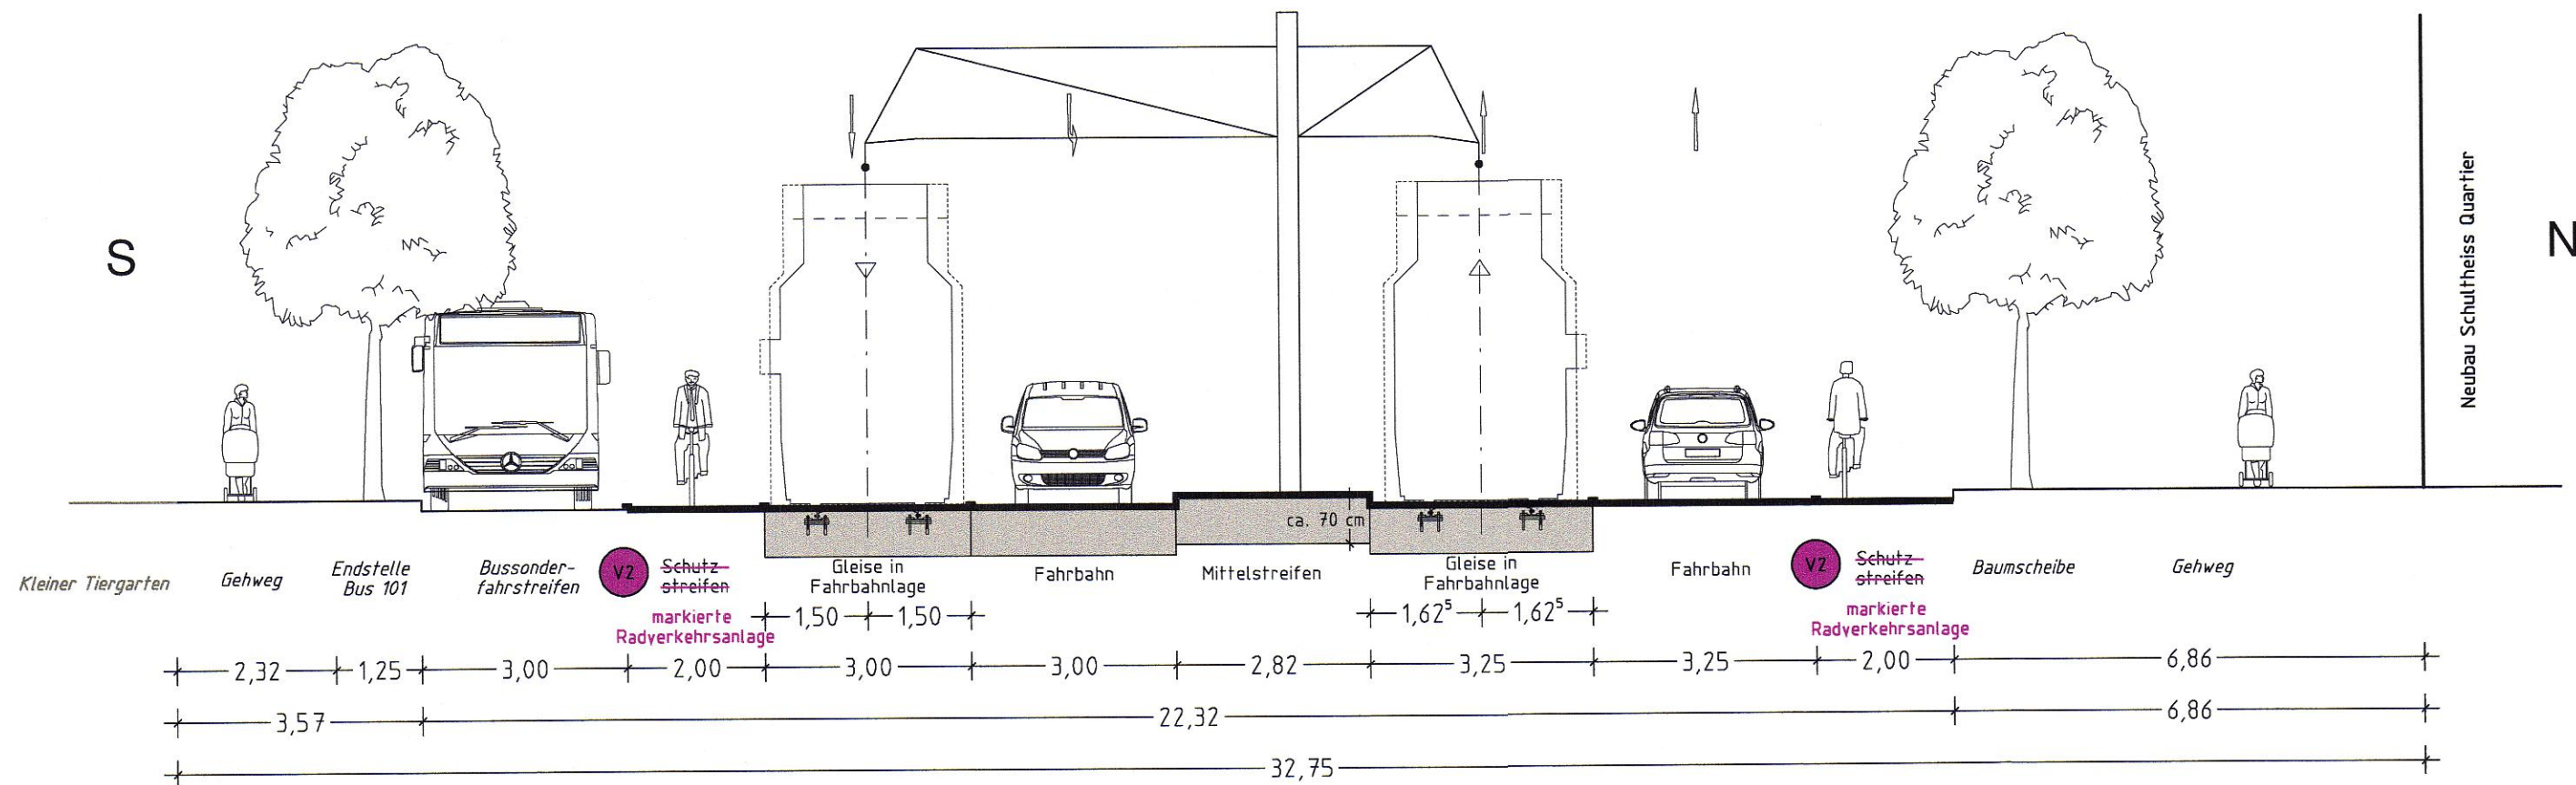 S
N
Neubau Schultheiss Quartier
ca. 70 cm
Kleiner Tiergarten
Gehweg
Endstelle
Bus 101
Bussonder-
fahrstreifen
V2
Schutz-
streifen
markierte
Radverkehrsanlage
Gleise in
Fahrbahnlage
Fahrbahn
Mittelstreifen
Gleise in
Fahrbahnlage
Fahrbahn
V2
Schutz-
streifen
markierte
Radverkehrsanlage
Baumscheibe
Gehweg
1,50 1,50 1,62⁵ 1,62⁵
2,32 1,25 3,00 2,00 3,00 3,00 2,82 3,25 3,25 2,00 6,86
3,57 22,32 6,86
32,75